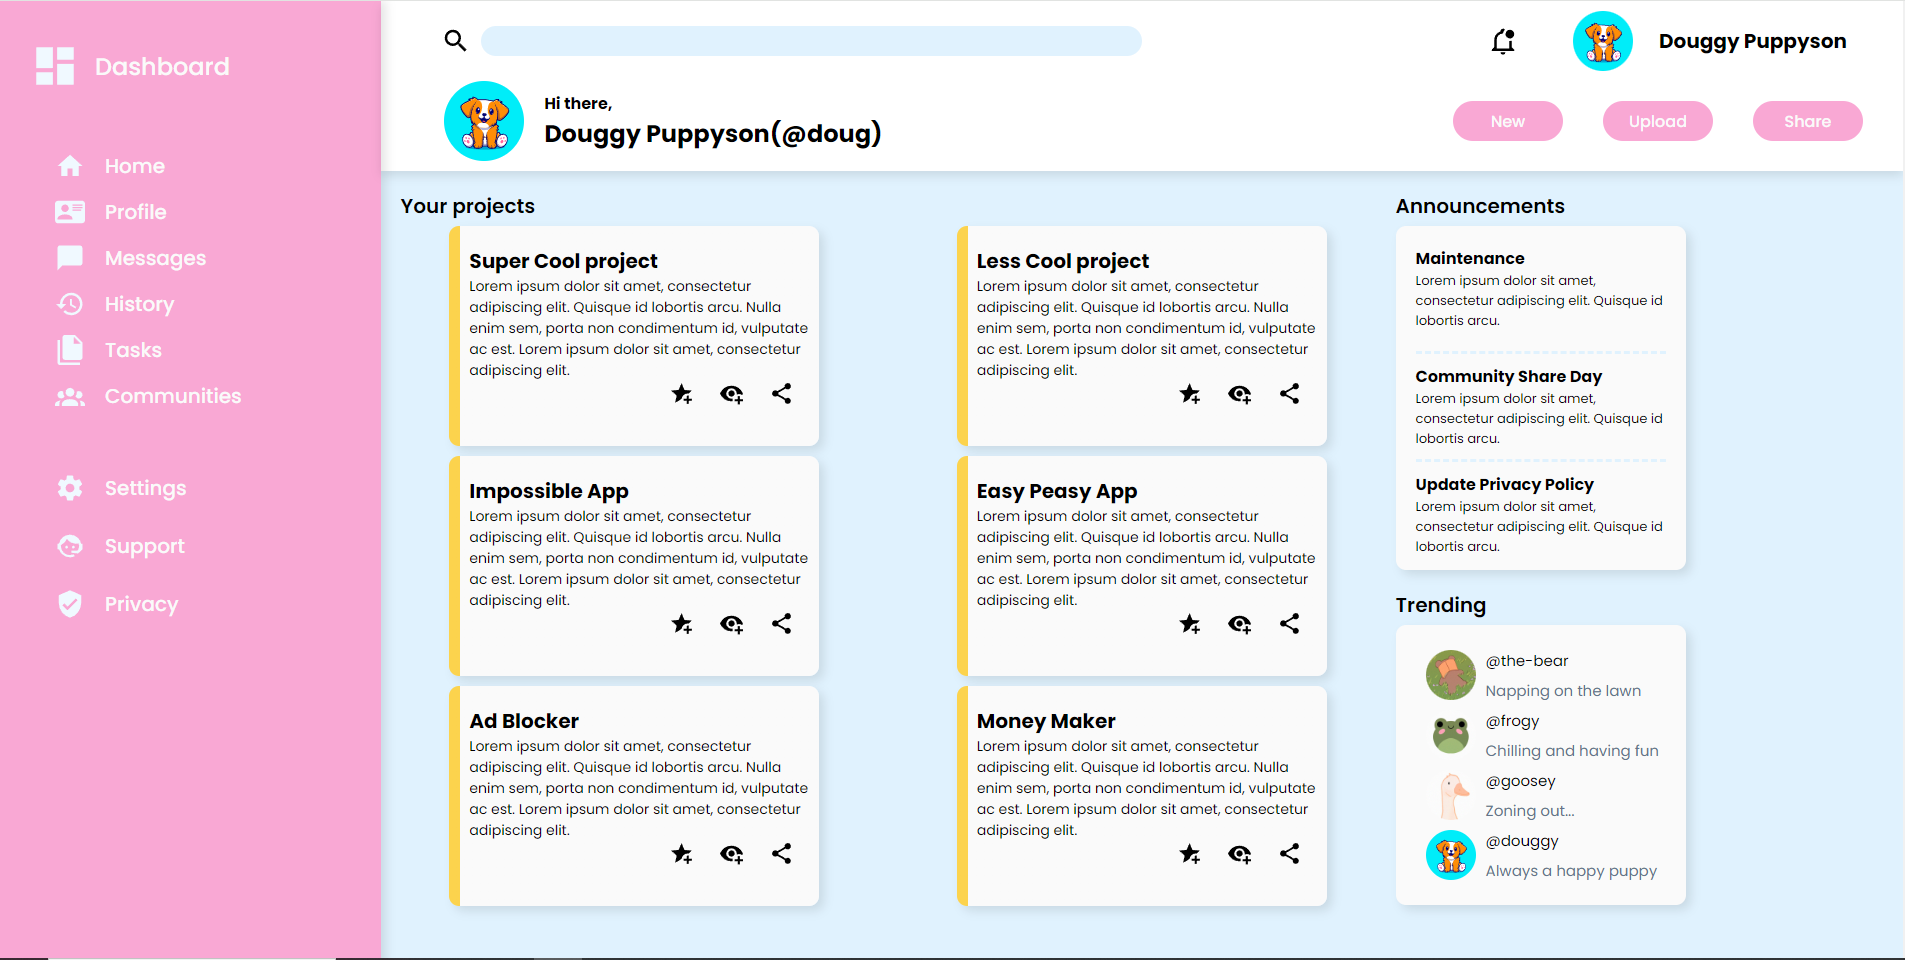 Dashboard
Home
Profile
Messages
History
Tasks
Communities
Settings
Support
Privacy
Douggy Puppyson
Hi there,
Douggy Puppyson(@doug)
New
Upload
Share
Your projects
Super Cool project
Lorem ipsum dolor sit amet, consectetur
adipiscing elit. Quisque id lobortis arcu. Nulla
enim sem, porta non condimentum id, vulputate
ac est. Lorem ipsum dolor sit amet, consectetur
adipiscing elit.
Less Cool project
Lorem ipsum dolor sit amet, consectetur
adipiscing elit. Quisque id lobortis arcu. Nulla
enim sem, porta non condimentum id, vulputate
ac est. Lorem ipsum dolor sit amet, consectetur
adipiscing elit.
Impossible App
Lorem ipsum dolor sit amet, consectetur
adipiscing elit. Quisque id lobortis arcu. Nulla
enim sem, porta non condimentum id, vulputate
ac est. Lorem ipsum dolor sit amet, consectetur
adipiscing elit.
Easy Peasy App
Lorem ipsum dolor sit amet, consectetur
adipiscing elit. Quisque id lobortis arcu. Nulla
enim sem, porta non condimentum id, vulputate
ac est. Lorem ipsum dolor sit amet, consectetur
adipiscing elit.
Ad Blocker
Lorem ipsum dolor sit amet, consectetur
adipiscing elit. Quisque id lobortis arcu. Nulla
enim sem, porta non condimentum id, vulputate
ac est. Lorem ipsum dolor sit amet, consectetur
adipiscing elit.
Money Maker
Lorem ipsum dolor sit amet, consectetur
adipiscing elit. Quisque id lobortis arcu. Nulla
enim sem, porta non condimentum id, vulputate
ac est. Lorem ipsum dolor sit amet, consectetur
adipiscing elit.
Announcements
Maintenance
Lorem ipsum dolor sit amet,
consectetur adipiscing elit. Quisque id
lobortis arcu.
Community Share Day
Lorem ipsum dolor sit amet,
consectetur adipiscing elit. Quisque id
lobortis arcu.
Update Privacy Policy
Lorem ipsum dolor sit amet,
consectetur adipiscing elit. Quisque id
lobortis arcu.
Trending
@the-bear
Napping on the lawn
@frogy
Chilling and having fun
@goosey
Zoning out...
@douggy
Always a happy puppy